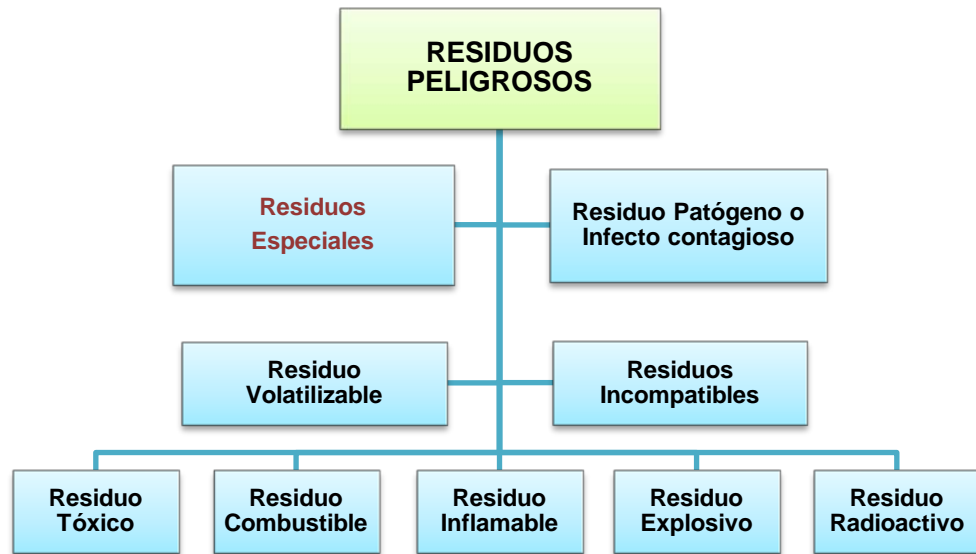 RESIDUOS
PELIGROSOS
Residuos
Especiales
Residuo Patógeno o
Infecto contagioso
Residuo
Volatilizable
Residuos
Incompatibles
Residuo
Tóxico
Residuo
Combustible
Residuo
Inflamable
Residuo
Explosivo
Residuo
Radioactivo